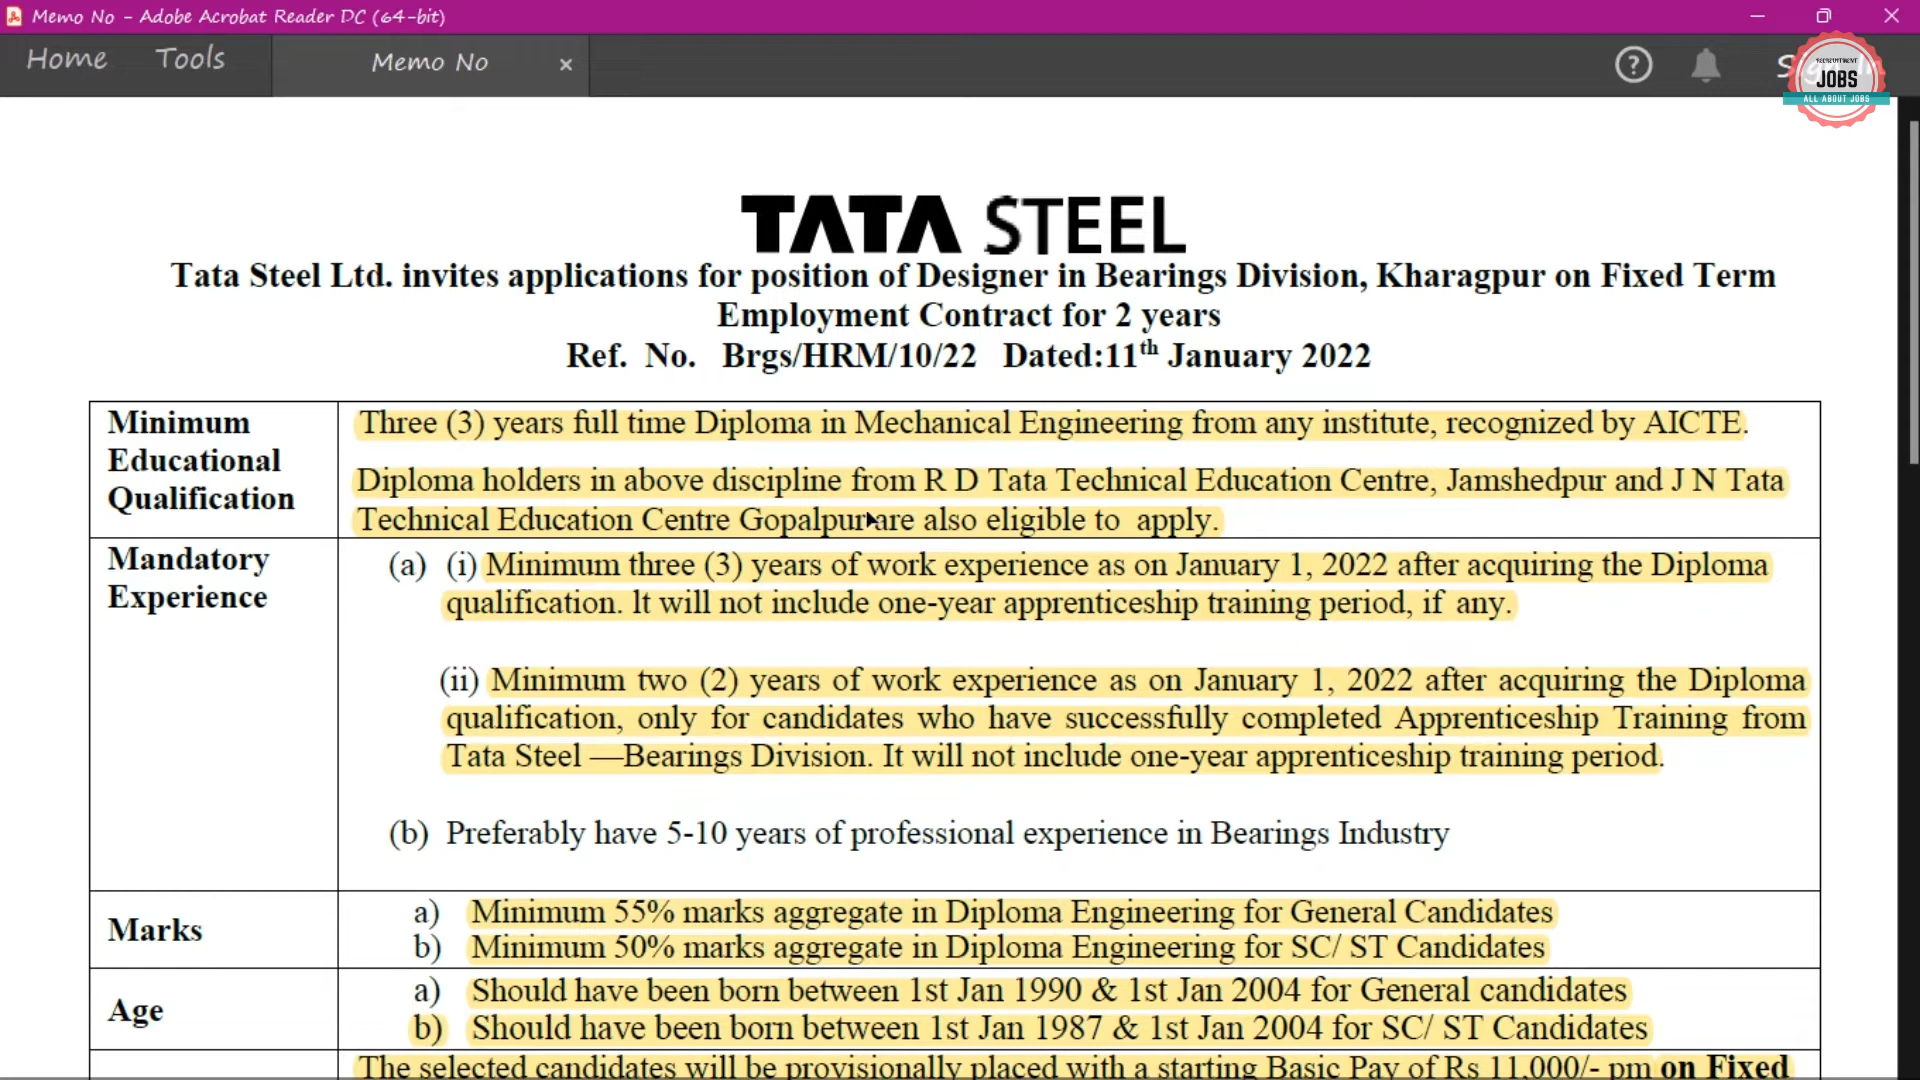 Memo No - Adobe Acrobat Reader DC (64-bit)
Home Tools Memo No
RECRUITMENT
JOBS
ALL ABOUT JOBS
TATA STEEL
Tata Steel Ltd. invites applications for position of Designer in Bearings Division, Kharagpur on Fixed Term
Employment Contract for 2 years
Ref. No. Brgs/HRM/10/22 Dated:11th January 2022
Minimum
Educational
Qualification
Three (3) years full time Diploma in Mechanical Engineering from any institute, recognized by AICTE.
Diploma holders in above discipline from R D Tata Technical Education Centre, Jamshedpur and J N Tata
Technical Education Centre Gopalpur are also eligible to apply.
Mandatory
Experience
(a) (i) Minimum three (3) years of work experience as on January 1, 2022 after acquiring the Diploma
qualification. lt will not include one-year apprenticeship training period, if any.
(ii) Minimum two (2) years of work experience as on January 1, 2022 after acquiring the Diploma
qualification, only for candidates who have successfully completed Apprenticeship Training from
Tata Steel —Bearings Division. It will not include one-year apprenticeship training period.
(b) Preferably have 5-10 years of professional experience in Bearings Industry
Marks
a) Minimum 55% marks aggregate in Diploma Engineering for General Candidates
b) Minimum 50% marks aggregate in Diploma Engineering for SC/ ST Candidates
Age
a) Should have been born between 1st Jan 1990 & 1st Jan 2004 for General candidates
b) Should have been born between 1st Jan 1987 & 1st Jan 2004 for SC/ ST Candidates
The selected candidates will be provisionally placed with a starting Basic Pay of Rs 11,000/- pm on Fixed